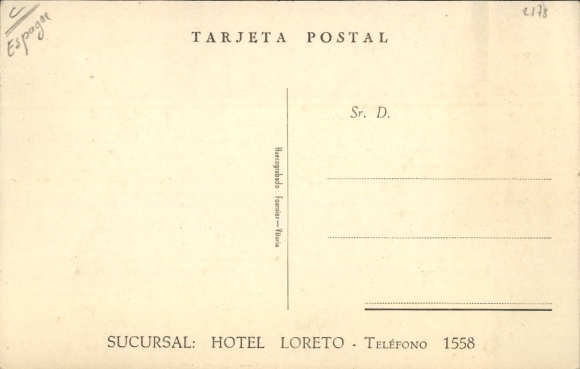 Espagne
2178
TARJETA POSTAL
Sr. D.
Huecograbado Fournier—Vitoria
SUCURSAL: HOTEL LORETO - TELÉFONO 1558